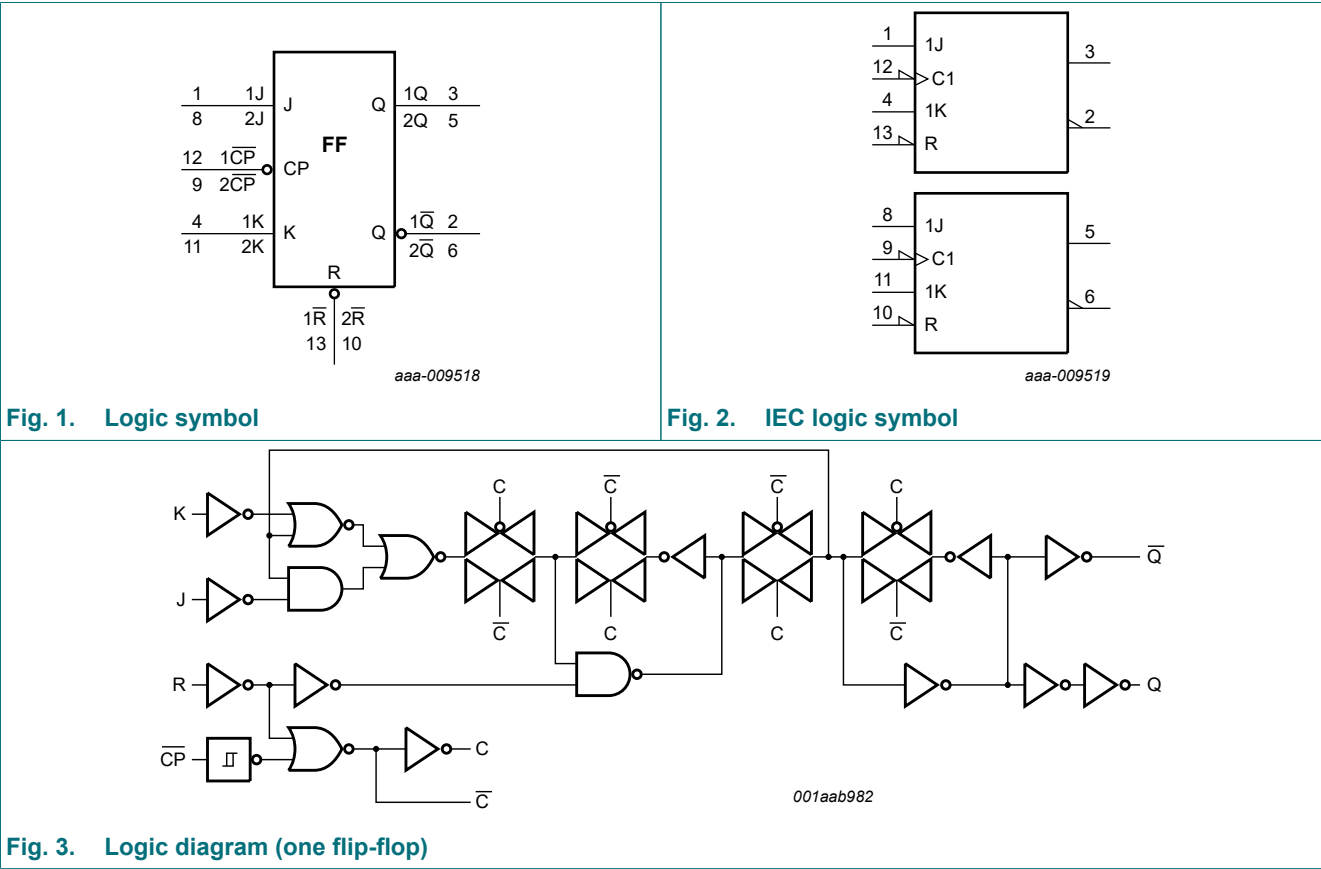 1 1J J Q 1Q 3
8 2J 2Q 5
FF
12 1C̅P̅ CP
9 2C̅P̅
4 1K K Q 1Q̅ 2
11 2K 2Q̅ 6
R
1R̅ 2R̅
13 10
aaa-009518
Fig. 1. Logic symbol
1 1J 3
12 C1
4 1K 2
13 R
8 1J 5
9 C1
11 1K 6
10 R
aaa-009519
Fig. 2. IEC logic symbol
C C̅ C̅ C
K
Q̅
J
C̅ C C C̅
R Q
C̅P̅ C
C̅
001aab982
Fig. 3. Logic diagram (one flip-flop)